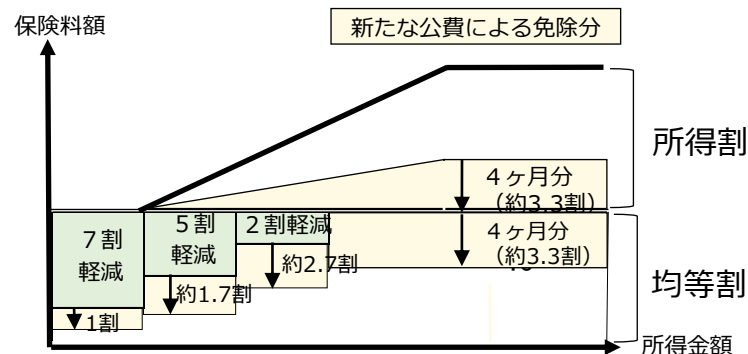 保険料額
新たな公費による免除分
所得割
4ヶ月分
（約3.3割）
7割
軽減
5割
軽減
2割軽減
4ヶ月分
（約3.3割）
約2.7割
約1.7割
1割
均等割
所得金額